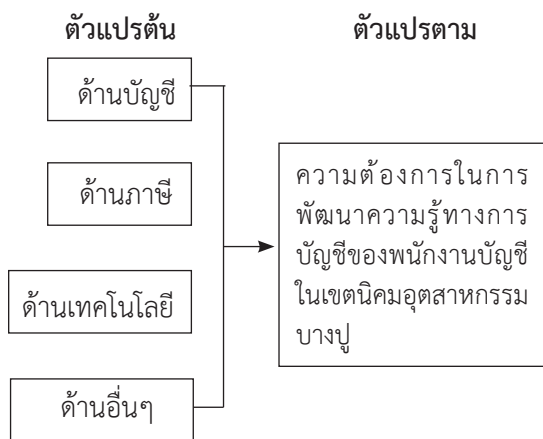 ตัวแปรต้น
ตัวแปรตาม
ด้านบัญชี
ด้านภาษี
ด้านเทคโนโลยี
ด้านอื่นๆ
ความต้องการในการ
พัฒนาความรู้ทางการ
บัญชีของพนักงานบัญชี
ในเขตนิคมอุตสาหกรรม
บางปู